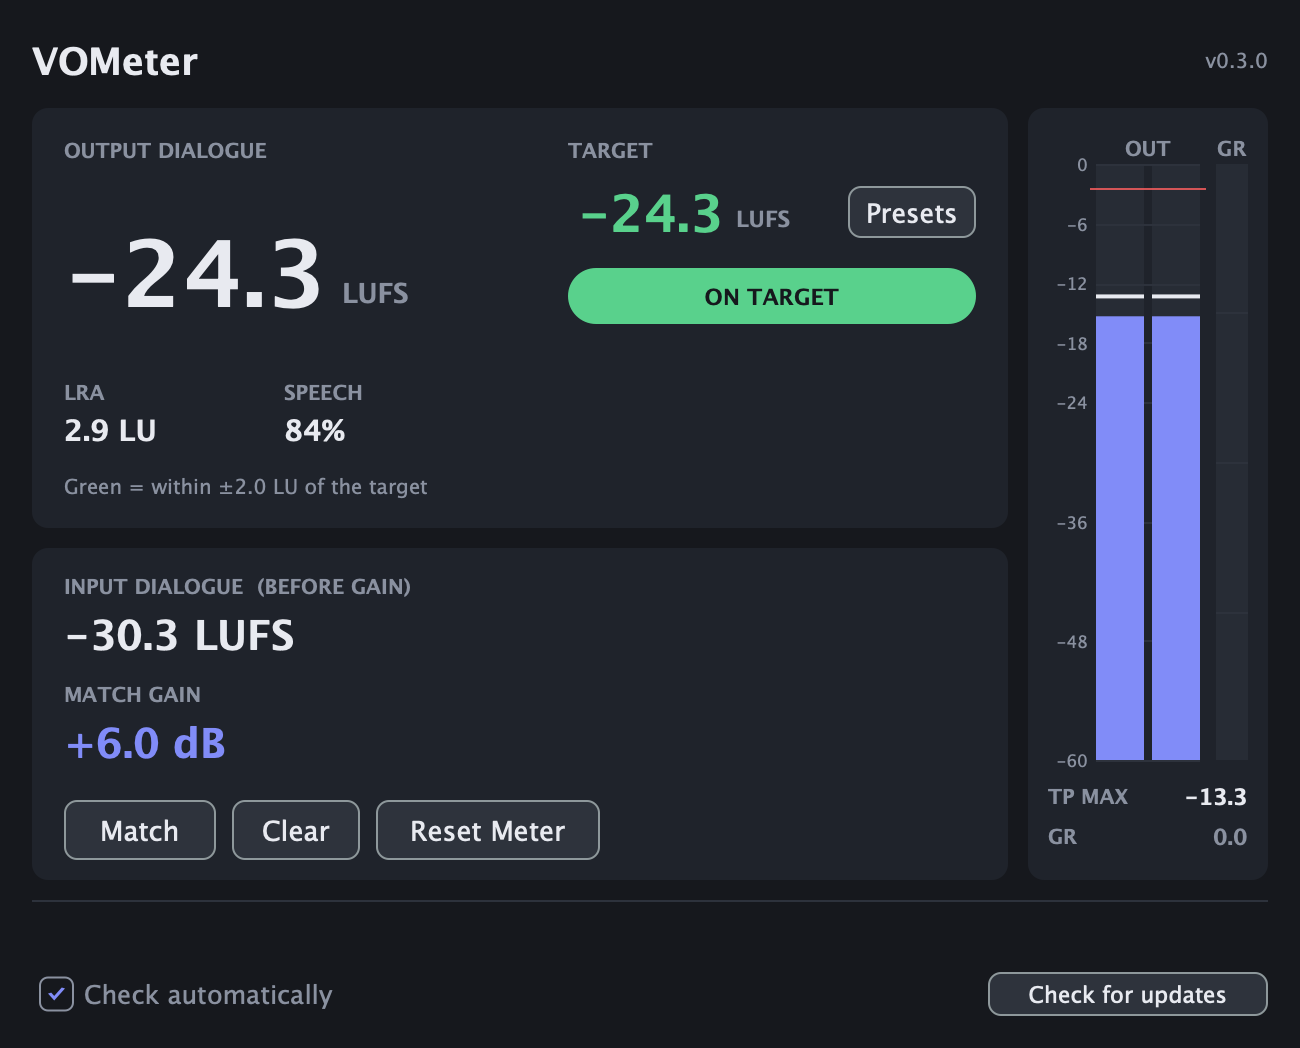 VOMeter
v0.3.0
OUTPUT DIALOGUE
−24.3 LUFS
TARGET
−24.3 LUFS
Presets
ON TARGET
LRA
2.9 LU
SPEECH
84%
Green = within ±2.0 LU of the target
INPUT DIALOGUE (BEFORE GAIN)
−30.3 LUFS
MATCH GAIN
+6.0 dB
Match
Clear
Reset Meter
OUT
GR
0
−6
−12
−18
−24
−36
−48
−60
TP MAX −13.3
GR 0.0
Check automatically
Check for updates